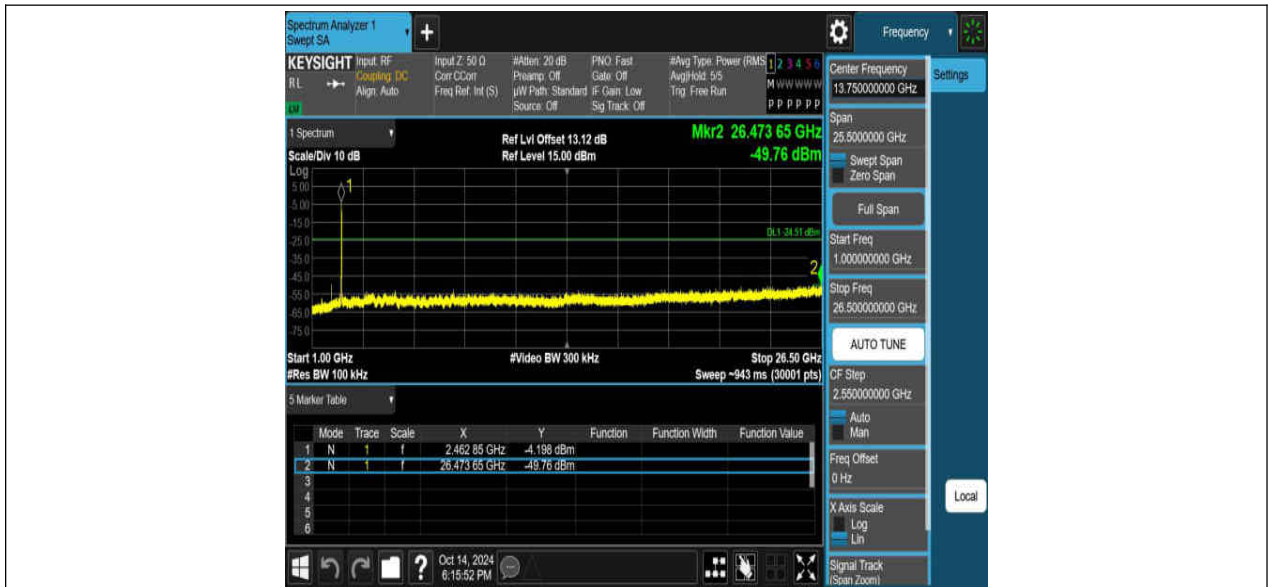 Spectrum Analyzer 1
Swept SA
+
Frequency
KEYSIGHT
RL
Input: RF
Coupling: DC
Align: Auto
Input Z: 50 Ω
Corr CCorr
Freq Ref: Int (S)
#Atten: 20 dB
Preamp: Off
µW Path: Standard
Source: Off
PNO: Fast
Gate: Off
IF Gain: Low
Sig Track: Off
#Avg Type: Power (RMS
Avg|Hold: 5/5
Trig: Free Run
1 2 3 4 5 6
M W W W W W
P P P P P P
Center Frequency
13.750000000 GHz
Settings
Span
25.5000000 GHz
Swept Span
Zero Span
Full Span
Start Freq
1.000000000 GHz
Stop Freq
26.500000000 GHz
AUTO TUNE
CF Step
2.550000000 GHz
Auto
Man
Freq Offset
0 Hz
X Axis Scale
Log
Lin
Signal Track
(Span Zoom)
Local
1 Spectrum
Scale/Div 10 dB
Ref Lvl Offset 13.12 dB
Ref Level 15.00 dBm
Mkr2 26.473 65 GHz
-49.76 dBm
Log
5.00
-5.00
-15.0
-25.0
-35.0
-45.0
-55.0
-65.0
-75.0
1
DL1 -24.51 dBm
2
Start 1.00 GHz
#Res BW 100 kHz
#Video BW 300 kHz
Stop 26.50 GHz
Sweep ~943 ms (30001 pts)
5 Marker Table
Mode Trace Scale X Y Function Function Width Function Value
1 N 1 f 2.462 85 GHz -4.198 dBm
2 N 1 f 26.473 65 GHz -49.76 dBm
3
4
5
6
?
Oct 14, 2024
6:15:52 PM